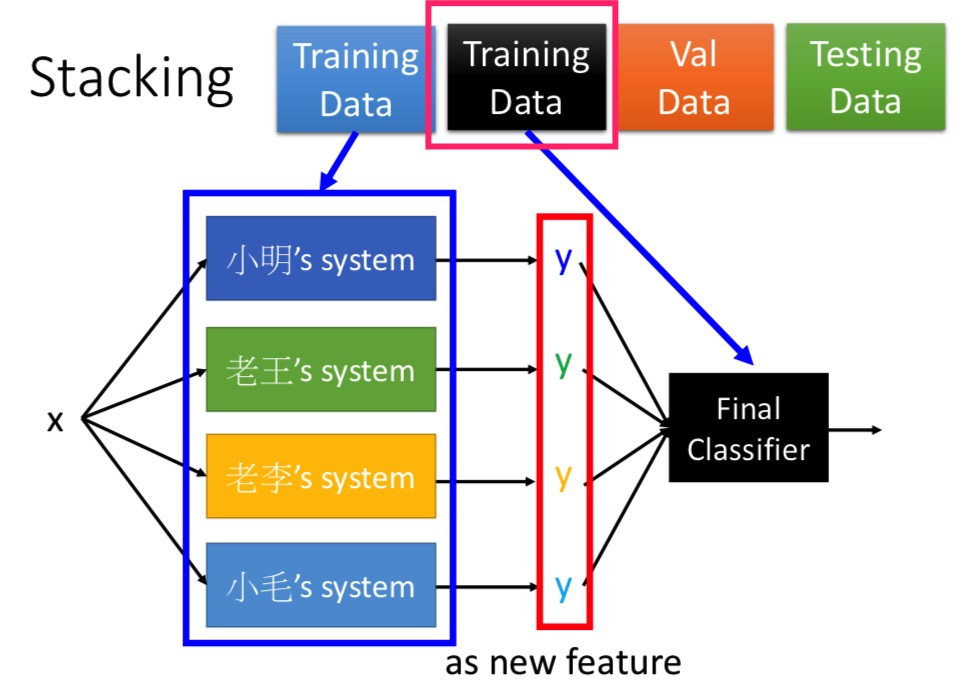 Stacking
Training
Data
Training
Data
Val
Data
Testing
Data
小明’s system
y
老王’s system
y
x
Final
Classifier
老李’s system
y
小毛’s system
y
as new feature